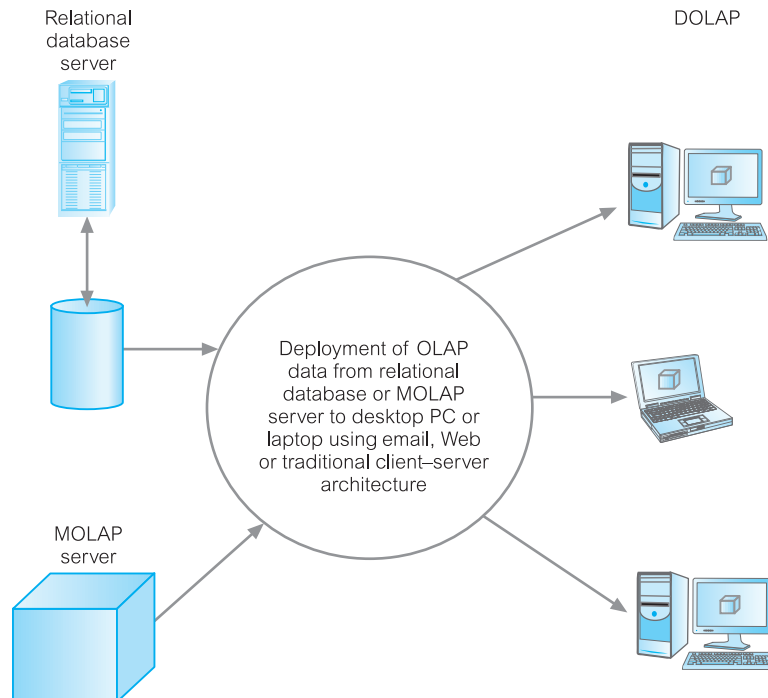 Relational
database
server
DOLAP
Deployment of OLAP
data from relational
database or MOLAP
server to desktop PC or
laptop using email, Web
or traditional client–server
architecture
MOLAP
server